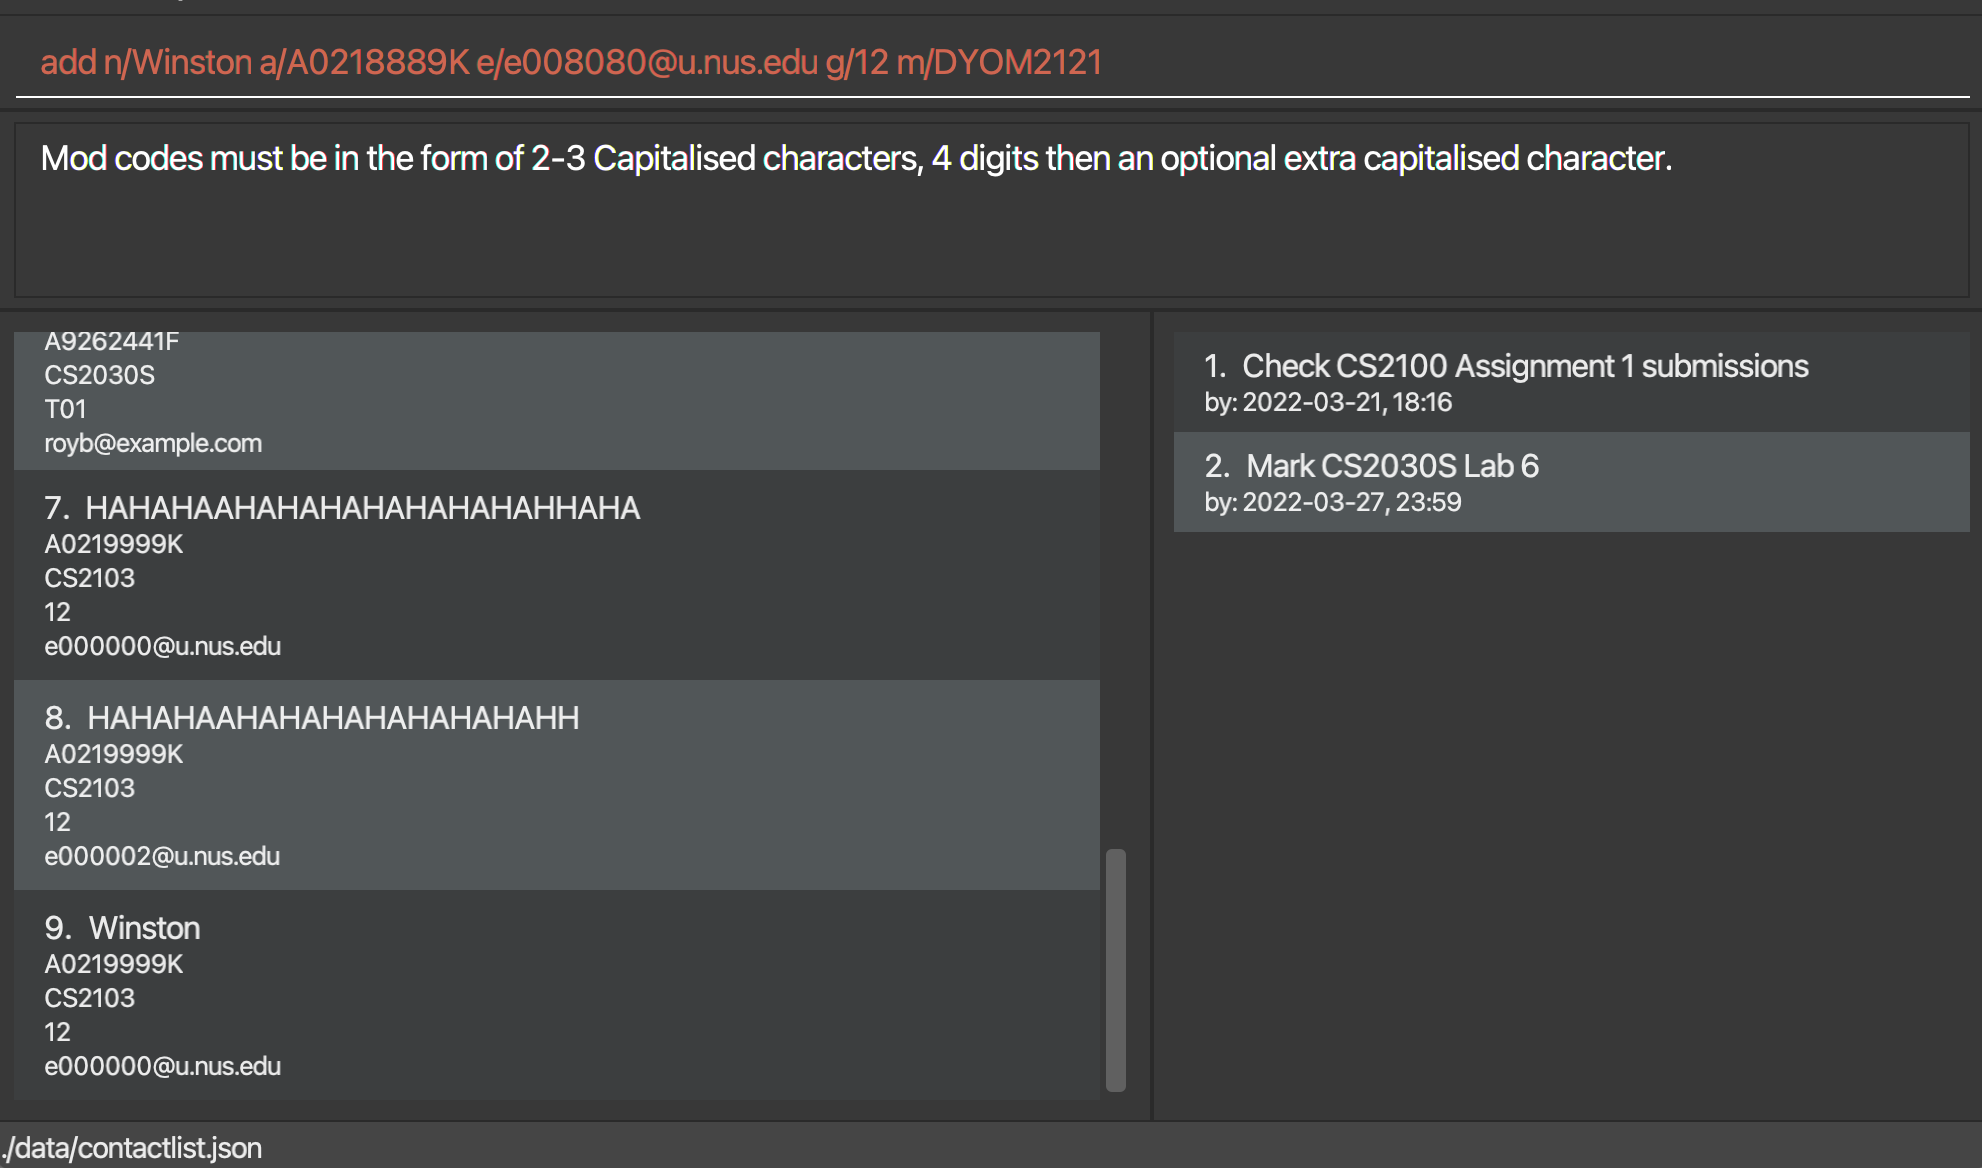 add n/Winston a/A0218889K e/e008080@u.nus.edu g/12 m/DYOM2121
Mod codes must be in the form of 2-3 Capitalised characters, 4 digits then an optional extra capitalised character.
A9262441F
CS2030S
T01
royb@example.com
7. HAHAHAAHAHAHAHAHAHAHAHHAHA
A0219999K
CS2103
12
e000000@u.nus.edu
8. HAHAHAAHAHAHAHAHAHAHAHH
A0219999K
CS2103
12
e000002@u.nus.edu
9. Winston
A0219999K
CS2103
12
e000000@u.nus.edu
1. Check CS2100 Assignment 1 submissions
by: 2022-03-21, 18:16
2. Mark CS2030S Lab 6
by: 2022-03-27, 23:59
./data/contactlist.json